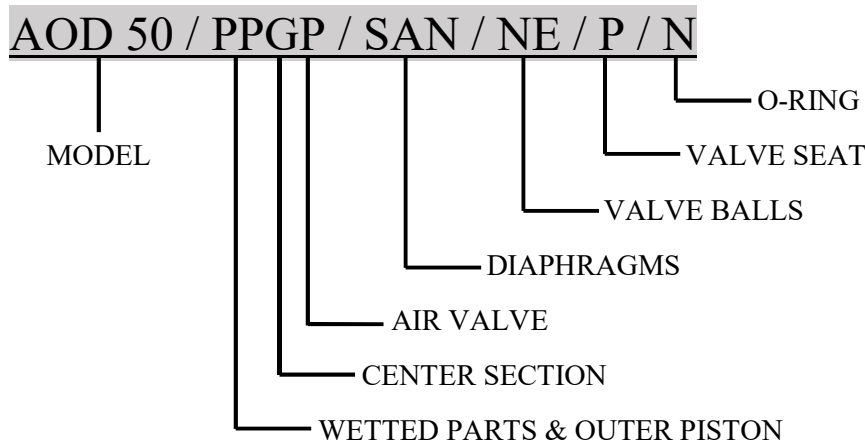 AOD 50 / PPGP / SAN / NE / P / N
O-RING
MODEL
VALVE SEAT
VALVE BALLS
DIAPHRAGMS
AIR VALVE
CENTER SECTION
WETTED PARTS & OUTER PISTON